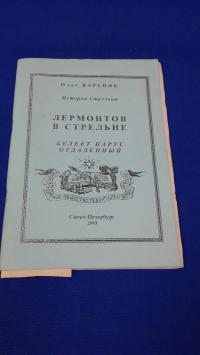 Олег ВАРЕНИК
История Стрельны
ЛЕРМОНТОВ
В СТРЕЛЬНЕ
БЕЛЕЕТ ПАРУС
ОТДАЛЕННЫЙ
Санкт-Петербург